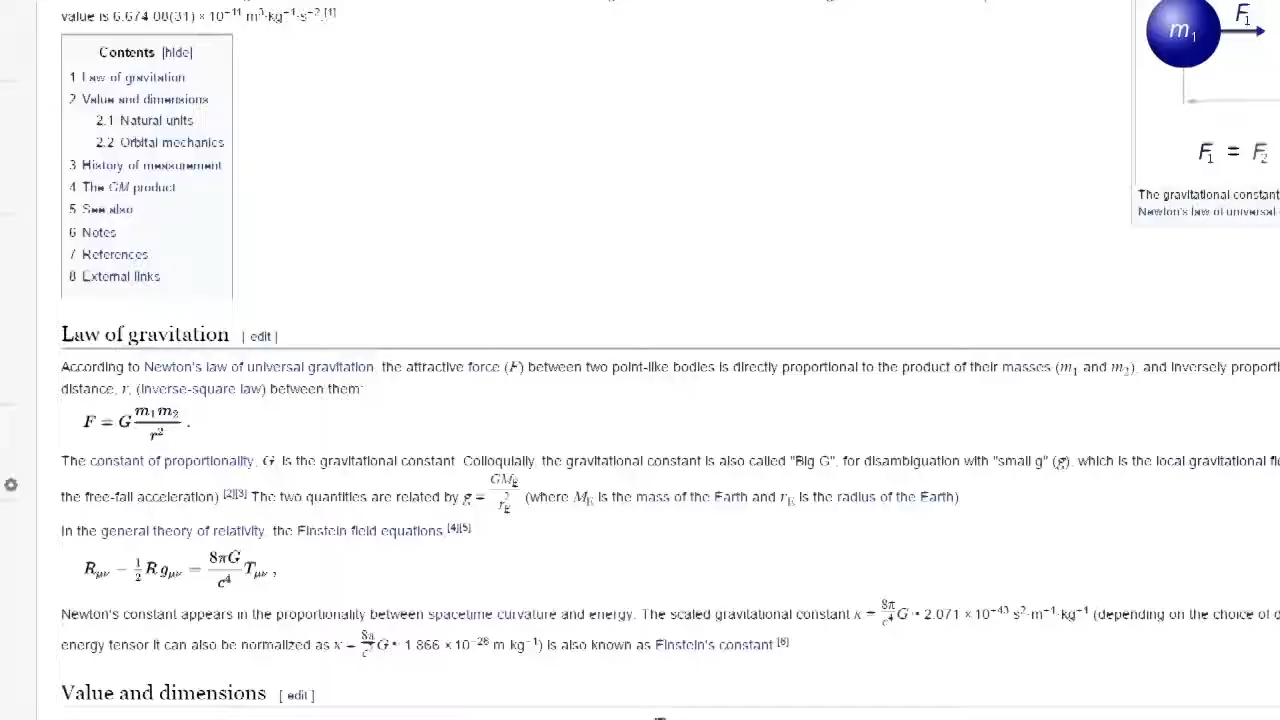 value is 6.674 08(31) × 10⁻¹¹ m³⋅kg⁻¹⋅s⁻².[1]
m₁
F₁
F₁ = F₂
The gravitational constant
Newton's law of universal
Contents [hide]
1 Law of gravitation
2 Value and dimensions
2.1 Natural units
2.2 Orbital mechanics
3 History of measurement
4 The GM product
5 See also
6 Notes
7 References
8 External links
Law of gravitation [ edit ]
According to Newton's law of universal gravitation, the attractive force (F) between two point-like bodies is directly proportional to the product of their masses (m₁ and m₂), and inversely proporti
distance, r, (inverse-square law) between them:
F = G m₁ m₂ / r² .
The constant of proportionality, G, is the gravitational constant. Colloquially, the gravitational constant is also called "Big G", for disambiguation with "small g" (g), which is the local gravitational fi
the free-fall acceleration).[2][3] The two quantities are related by g = GM_E / r_E² (where M_E is the mass of the Earth and r_E is the radius of the Earth).
In the general theory of relativity, the Einstein field equations,[4][5]
R_μν − ½ R g_μν = 8πG / c⁴ T_μν ,
Newton's constant appears in the proportionality between spacetime curvature and energy. The scaled gravitational constant κ = 8π / c⁴ G 2.071 × 10⁻⁴³ s²⋅m⁻¹⋅kg⁻¹ (depending on the choice of d
energy tensor it can also be normalized as κ = 8π / c² G 1.866 × 10⁻²⁶ m⋅kg⁻¹) is also known as Einstein's constant.[6]
Value and dimensions [ edit ]